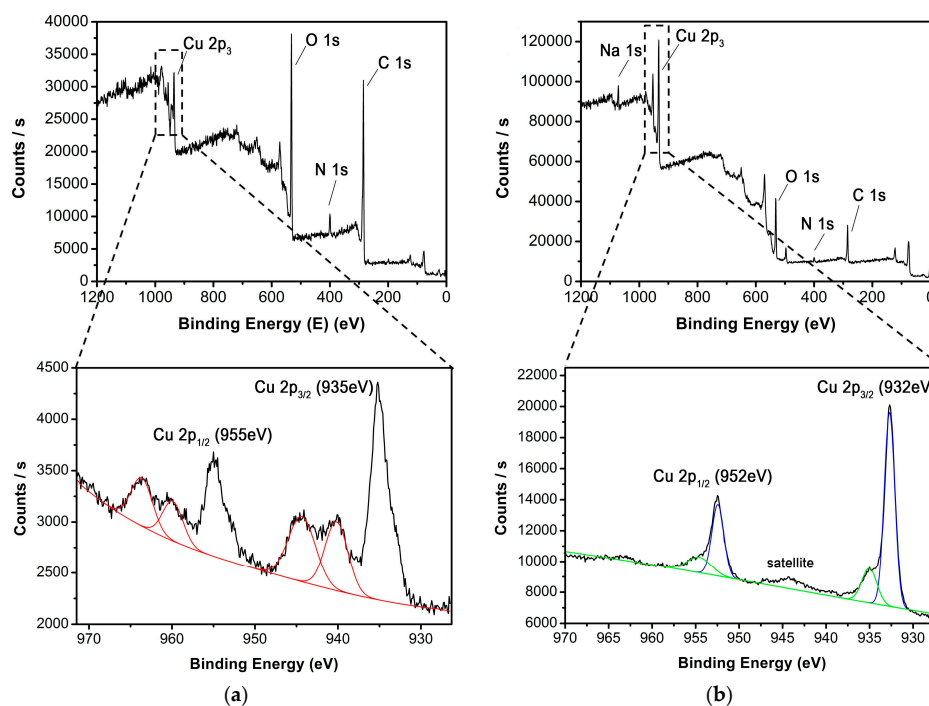 40000
35000
30000
25000
20000
15000
10000
5000
0
Counts / s
Cu 2p3
O 1s
C 1s
N 1s
1200 1000 800 600 400 200 0
Binding Energy (E) (eV)
120000
100000
80000
60000
40000
20000
0
Counts / s
Na 1s
Cu 2p3
O 1s
N 1s
C 1s
1200 1000 800 600 400 200 0
Binding Energy (eV)
4500
4000
3500
3000
2500
2000
Counts / s
Cu 2p3/2 (935eV)
Cu 2p1/2 (955eV)
970 960 950 940 930
Binding Energy (eV)
(a)
22000
20000
18000
16000
14000
12000
10000
8000
6000
Counts / s
Cu 2p3/2 (932eV)
Cu 2p1/2 (952eV)
satellite
970 965 960 955 950 945 940 935 930
Binding Energy (eV)
(b)